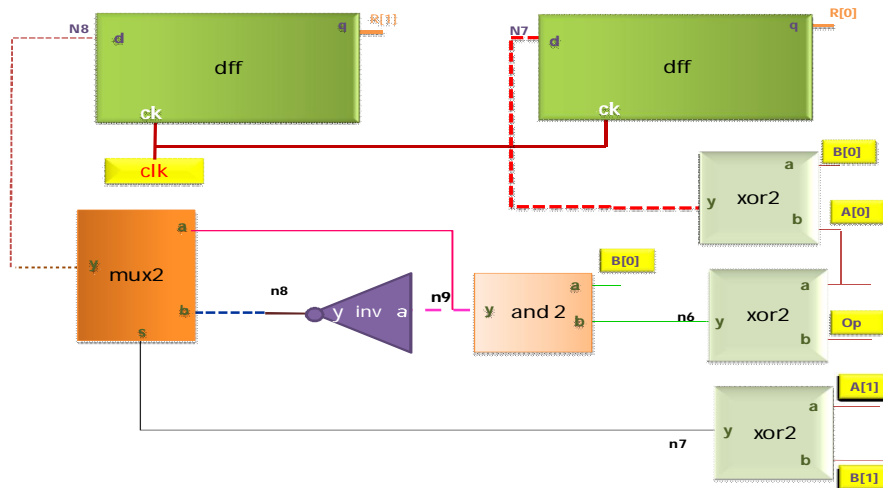 N8
d
q
R[1]
dff
ck
clk
N7
d
q
R[0]
dff
ck
a
B[0]
y
xor2
b
A[0]
a
y
mux2
b
s
n8
y inv a
n9
B[0]
a
y
and 2
b
n6
a
y
xor2
b
Op
A[1]
a
y
xor2
b
n7
B[1]